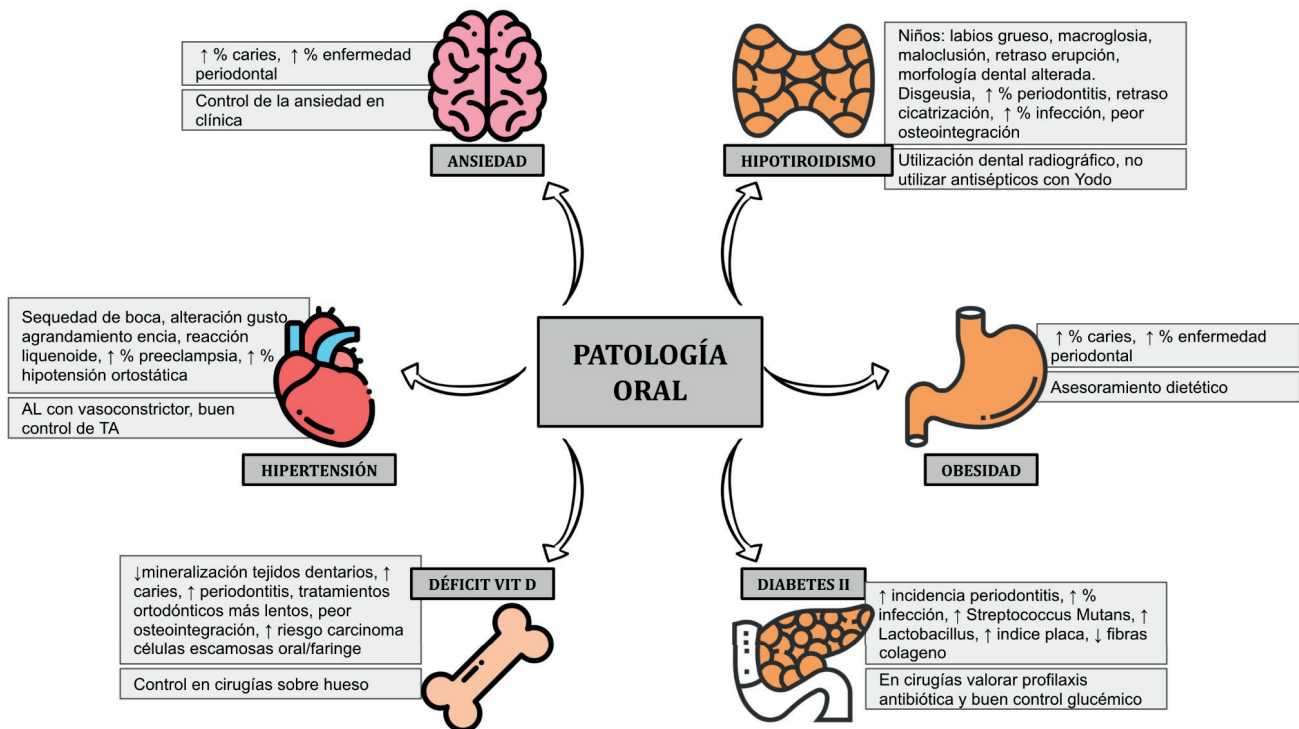 ↑ % caries, ↑ % enfermedad
periodontal
Control de la ansiedad en
clínica
ANSIEDAD
Niños: labios grueso, macroglosia,
maloclusión, retraso erupción,
morfología dental alterada.
Disgeusia, ↑ % periodontitis, retraso
cicatrización, ↑ % infección, peor
osteointegración
Utilización dental radiográfico, no
utilizar antisépticos con Yodo
HIPOTIROIDISMO
Sequedad de boca, alteración gusto
agrandamiento encia, reacción
liquenoide, ↑ % preeclampsia, ↑ %
hipotensión ortostática
AL con vasoconstrictor, buen
control de TA
HIPERTENSIÓN
PATOLOGÍA
ORAL
↑ % caries, ↑ % enfermedad
periodontal
Asesoramiento dietético
OBESIDAD
↓mineralización tejidos dentarios, ↑
caries, ↑ periodontitis, tratamientos
ortodónticos más lentos, peor
osteointegración, ↑ riesgo carcinoma
células escamosas oral/faringe
Control en cirugías sobre hueso
DÉFICIT VIT D
DIABETES II
↑ incidencia periodontitis, ↑ %
infección, ↑ Streptococcus Mutans, ↑
Lactobacillus, ↑ indice placa, ↓ fibras
colageno
En cirugías valorar profilaxis
antibiótica y buen control glucémico